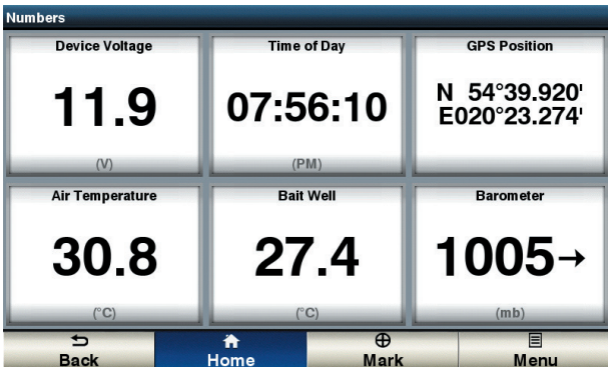 Numbers
Device Voltage
11.9
(V)
Time of Day
07:56:10
(PM)
GPS Position
N 54°39.920'
E020°23.274'
Air Temperature
30.8
(°C)
Bait Well
27.4
(°C)
Barometer
1005→
(mb)
Back
Home
Mark
Menu